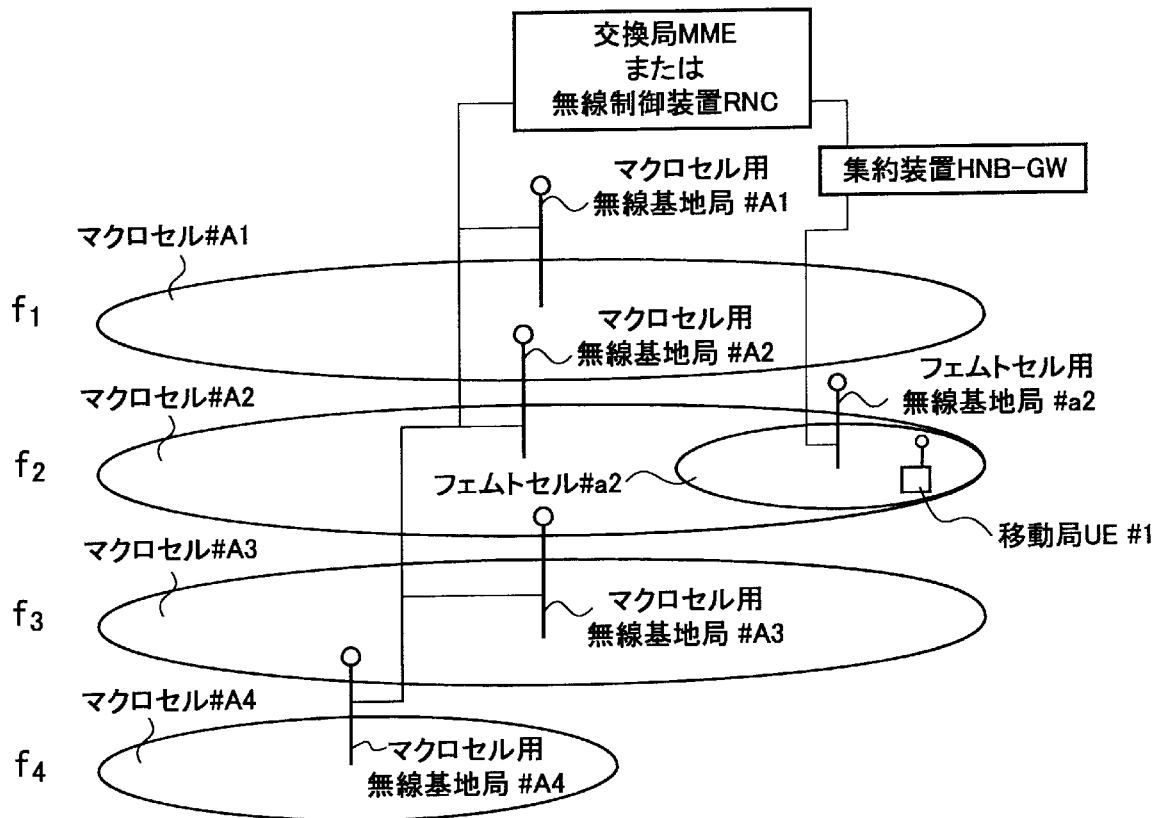 交換局MME
または
無線制御装置RNC
集約装置HNB-GW
マクロセル用
無線基地局 #A1
マクロセル#A1
f1
マクロセル用
無線基地局 #A2
フェムトセル用
無線基地局 #a2
マクロセル#A2
f2
フェムトセル#a2
移動局UE #1
マクロセル#A3
f3
マクロセル用
無線基地局 #A3
マクロセル#A4
f4
マクロセル用
無線基地局 #A4